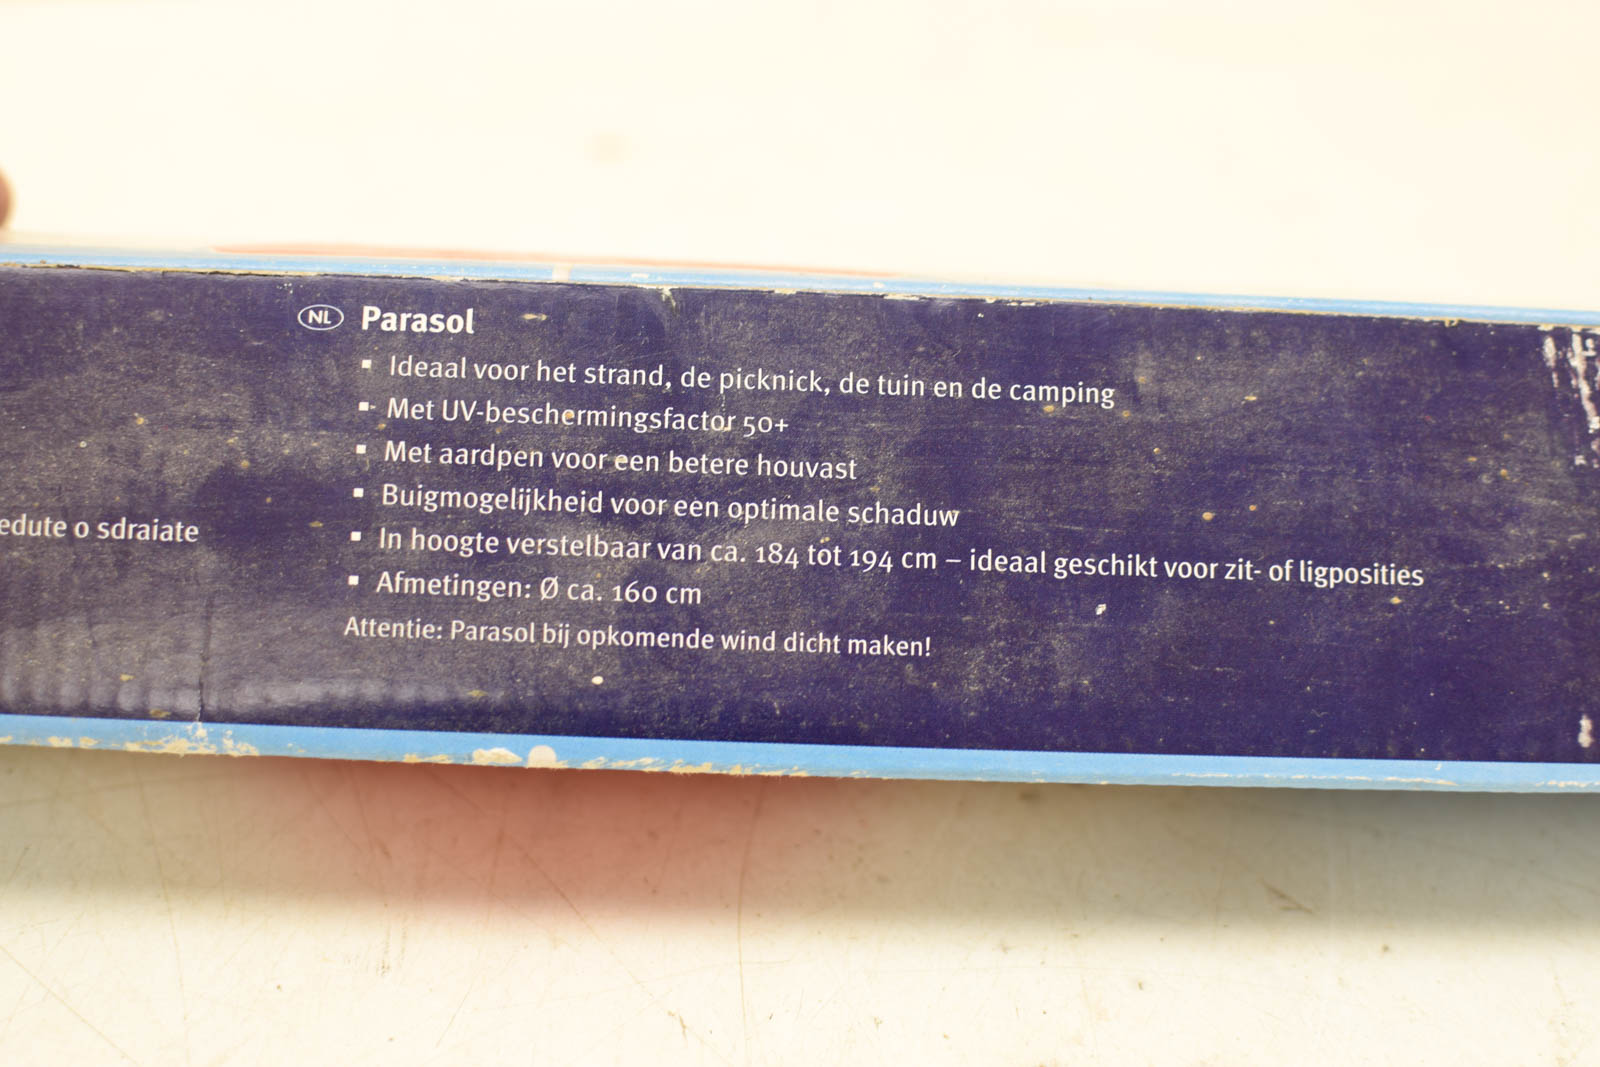 edute o sdraiate
NL Parasol
▪ Ideaal voor het strand, de picknick, de tuin en de camping
▪ Met UV-beschermingsfactor 50+
▪ Met aardpen voor een betere houvast
▪ Buigmogelijkheid voor een optimale schaduw
▪ In hoogte verstelbaar van ca. 184 tot 194 cm – ideaal geschikt voor zit- of ligposities
▪ Afmetingen: Ø ca. 160 cm
Attentie: Parasol bij opkomende wind dicht maken!